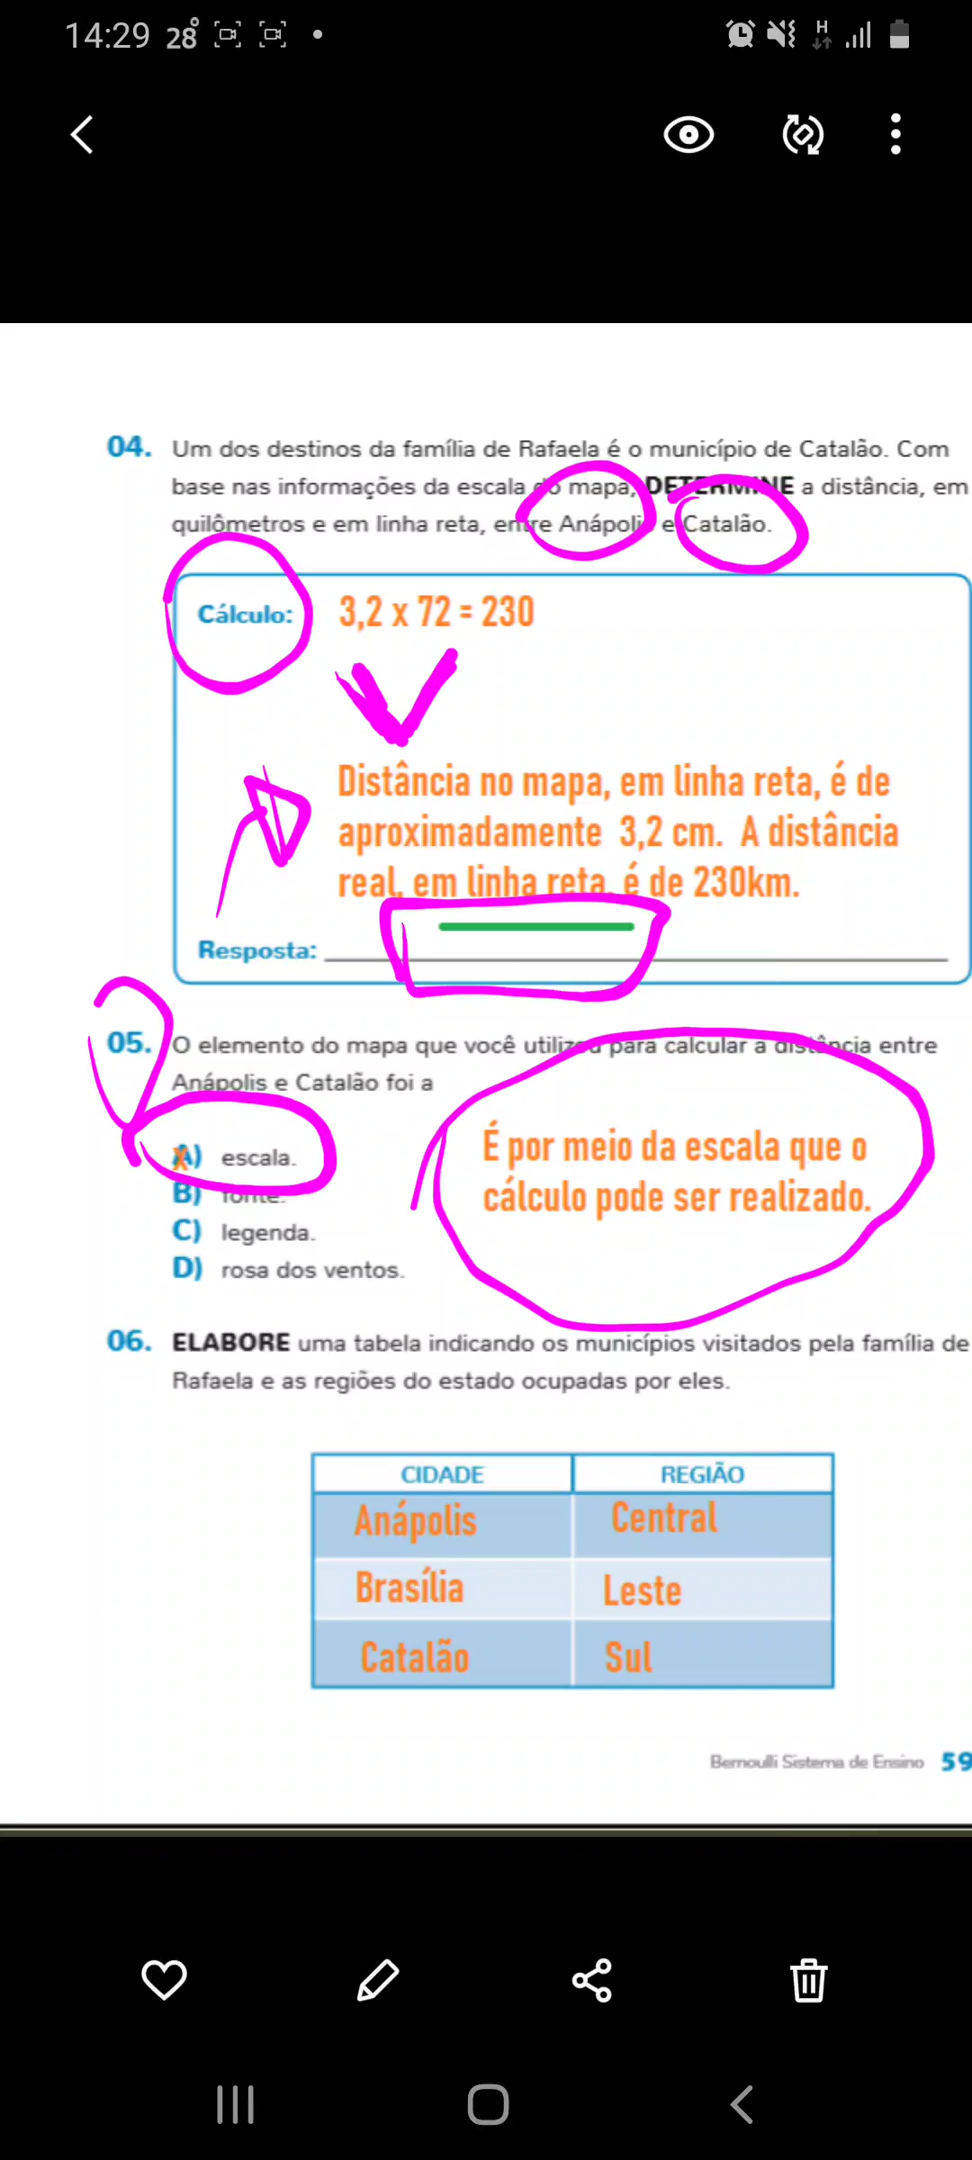 14:29 28°
H
04. Um dos destinos da família de Rafaela é o município de Catalão. Com
base nas informações da escala do mapa, DETERMINE a distância, em
quilômetros e em linha reta, entre Anápolis e Catalão.
Cálculo: 3,2 x 72 = 230
Distância no mapa, em linha reta, é de
aproximadamente 3,2 cm. A distância
real, em linha reta, é de 230km.
Resposta:
05. O elemento do mapa que você utilizou para calcular a distância entre
Anápolis e Catalão foi a
A) escala.
B) fonte.
C) legenda.
D) rosa dos ventos.
É por meio da escala que o
cálculo pode ser realizado.
06. ELABORE uma tabela indicando os municípios visitados pela família de
Rafaela e as regiões do estado ocupadas por eles.
CIDADE REGIÃO
Anápolis Central
Brasília Leste
Catalão Sul
Bernoulli Sistema de Ensino 59